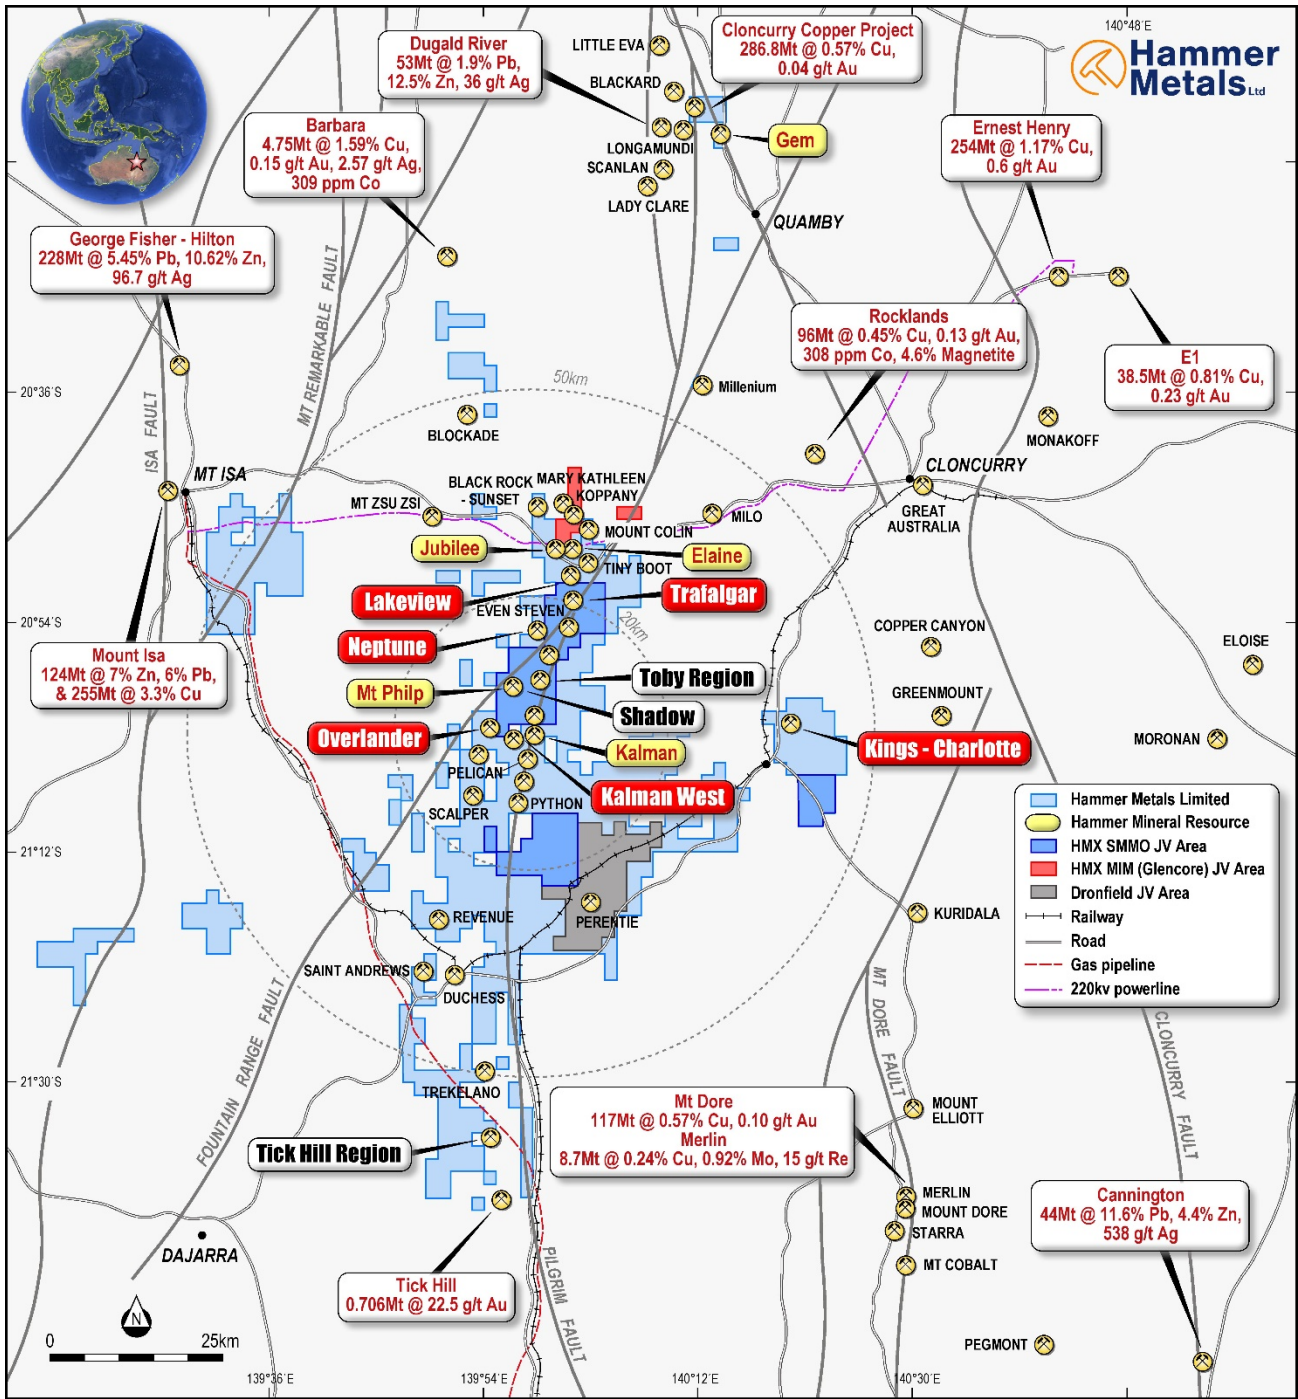 140°48´E
Hammer
Metals Ltd
Dugald River
53Mt @ 1.9% Pb,
12.5% Zn, 36 g/t Ag
LITTLE EVA
Cloncurry Copper Project
286.8Mt @ 0.57% Cu,
0.04 g/t Au
BLACKARD
Barbara
4.75Mt @ 1.59% Cu,
0.15 g/t Au, 2.57 g/t Ag,
309 ppm Co
LONGAMUNDI
Gem
Ernest Henry
254Mt @ 1.17% Cu,
0.6 g/t Au
SCANLAN
LADY CLARE
QUAMBY
George Fisher - Hilton
228Mt @ 5.45% Pb, 10.62% Zn,
96.7 g/t Ag
MT REMARKABLE FAULT
Rocklands
96Mt @ 0.45% Cu, 0.13 g/t Au,
308 ppm Co, 4.6% Magnetite
E1
38.5Mt @ 0.81% Cu,
0.23 g/t Au
20°36´S
50km
Millenium
ISA FAULT
BLOCKADE
MONAKOFF
MT ISA
CLONCURRY
BLACK ROCK
- SUNSET
MARY KATHLEEN
KOPPANY
MT ZSU ZSI
MILO
GREAT
AUSTRALIA
MOUNT COLIN
Jubilee
Elaine
TINY BOOT
Lakeview
Trafalgar
EVEN STEVEN
20°54´S
20km
Neptune
COPPER CANYON
ELOISE
Mount Isa
124Mt @ 7% Zn, 6% Pb,
& 255Mt @ 3.3% Cu
Toby Region
Mt Philp
GREENMOUNT
Shadow
Overlander
Kalman
Kings - Charlotte
MORONAN
PELICAN
Kalman West
SCALPER
PYTHON
Hammer Metals Limited
Hammer Mineral Resource
HMX SMMO JV Area
HMX MIM (Glencore) JV Area
Dronfield JV Area
Railway
Road
Gas pipeline
220kv powerline
21°12´S
REVENUE
PERENTIE
KURIDALA
SAINT ANDREWS
DUCHESS
FOUNTAIN RANGE FAULT
MT DORE FAULT
CLONCURRY FAULT
21°30´S
TREKELANO
Mt Dore
117Mt @ 0.57% Cu, 0.10 g/t Au
Merlin
8.7Mt @ 0.24% Cu, 0.92% Mo, 15 g/t Re
MOUNT
ELLIOTT
Tick Hill Region
MERLIN
MOUNT DORE
STARRA
MT COBALT
Cannington
44Mt @ 11.6% Pb, 4.4% Zn,
538 g/t Ag
DAJARRA
Tick Hill
0.706Mt @ 22.5 g/t Au
PILGRIM FAULT
N
0
25km
PEGMONT
139°36´E
139°54´E
140°12´E
140°30´E